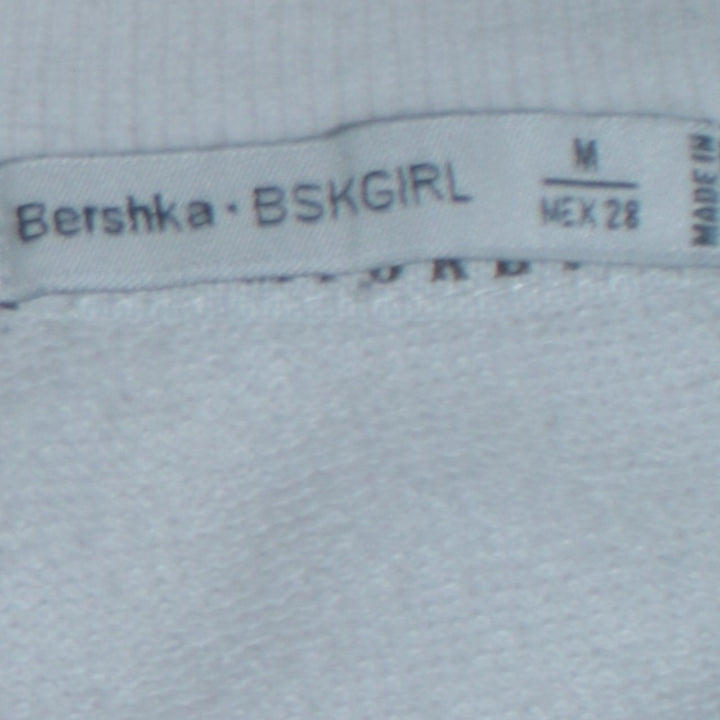 Bershka · BSKGIRL
M
MEX 28
MADE IN